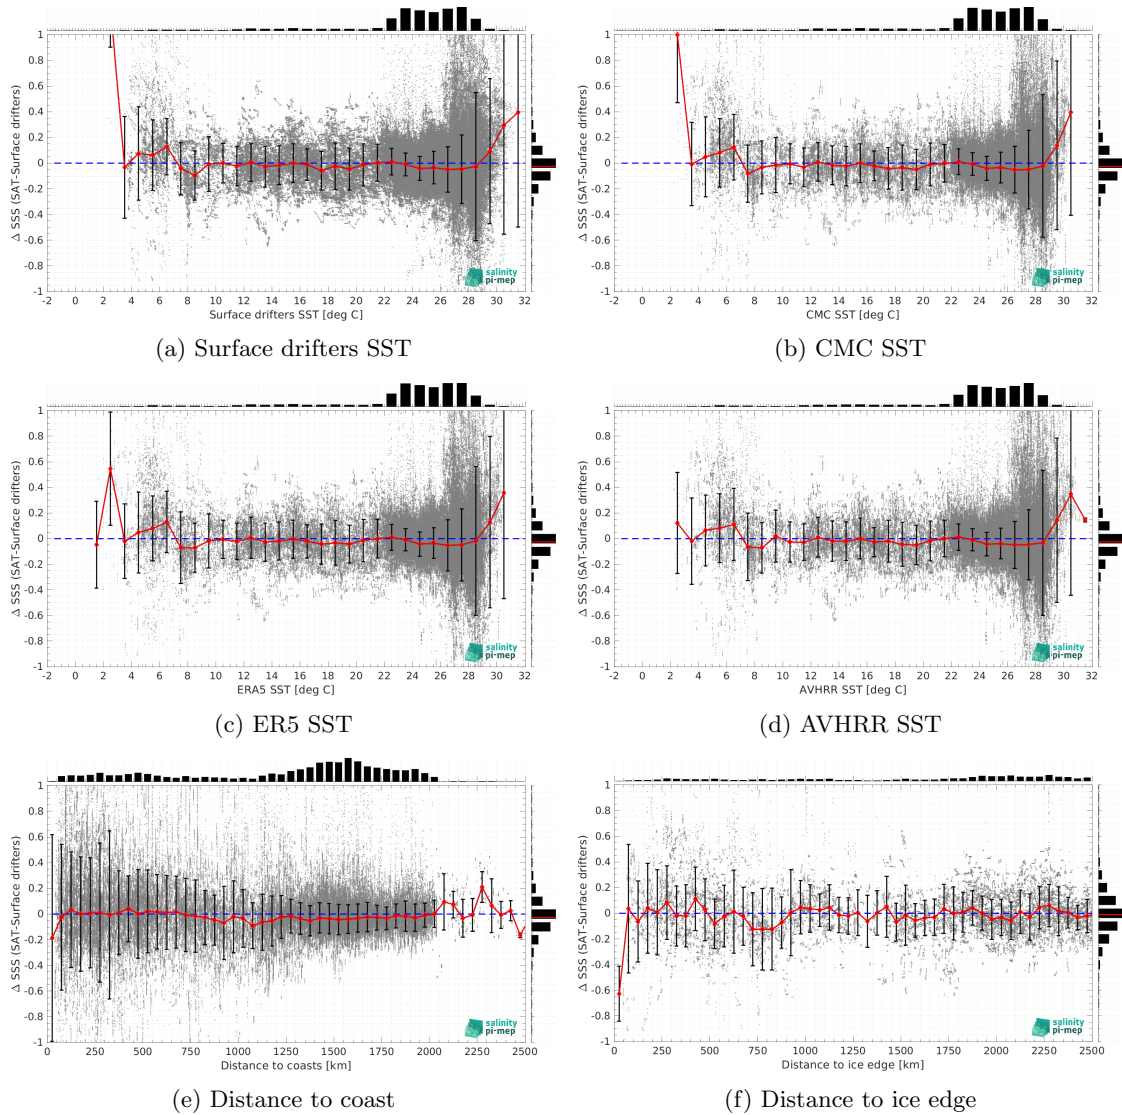 1
0.8
0.6
0.4
0.2
0
-0.2
-0.4
-0.6
-0.8
-1
Δ SSS (SAT-Surface drifters)
-2 0 2 4 6 8 10 12 14 16 18 20 22 24 26 28 30 32
Surface drifters SST [deg C]
salinity
pi-mep
(a) Surface drifters SST
1
0.8
0.6
0.4
0.2
0
-0.2
-0.4
-0.6
-0.8
-1
Δ SSS (SAT-Surface drifters)
-2 0 2 4 6 8 10 12 14 16 18 20 22 24 26 28 30 32
CMC SST [deg C]
salinity
pi-mep
(b) CMC SST
1
0.8
0.6
0.4
0.2
0
-0.2
-0.4
-0.6
-0.8
-1
Δ SSS (SAT-Surface drifters)
-2 0 2 4 6 8 10 12 14 16 18 20 22 24 26 28 30 32
ERA5 SST [deg C]
salinity
pi-mep
(c) ER5 SST
1
0.8
0.6
0.4
0.2
0
-0.2
-0.4
-0.6
-0.8
-1
Δ SSS (SAT-Surface drifters)
-2 0 2 4 6 8 10 12 14 16 18 20 22 24 26 28 30 32
AVHRR SST [deg C]
salinity
pi-mep
(d) AVHRR SST
1
0.8
0.6
0.4
0.2
0
-0.2
-0.4
-0.6
-0.8
-1
Δ SSS (SAT-Surface drifters)
0 250 500 750 1000 1250 1500 1750 2000 2250 2500
Distance to coasts [km]
salinity
pi-mep
(e) Distance to coast
1
0.8
0.6
0.4
0.2
0
-0.2
-0.4
-0.6
-0.8
-1
Δ SSS (SAT-Surface drifters)
0 250 500 750 1000 1250 1500 1750 2000 2250 2500
Distance to ice edge [km]
salinity
pi-mep
(f) Distance to ice edge